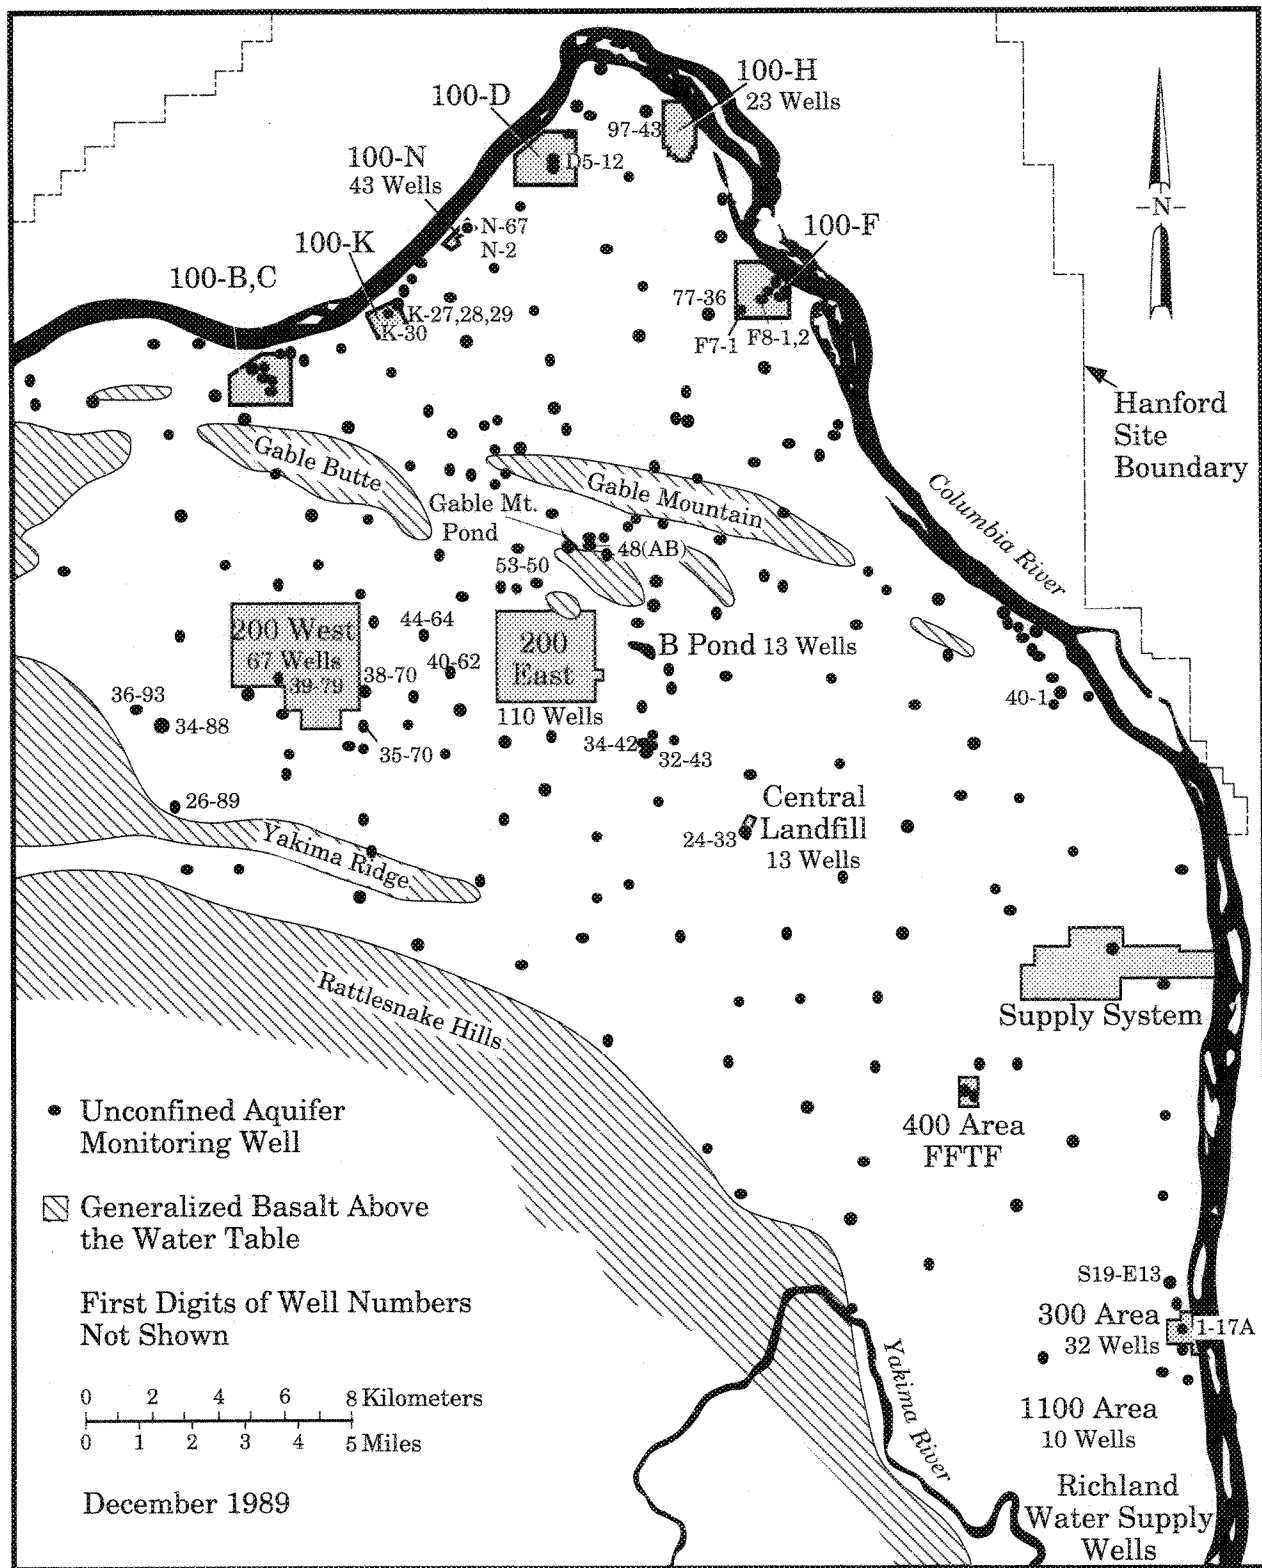 100-H
23 Wells
100-D
97-43
D5-12
100-N
43 Wells
N-67
N-2
100-K
100-F
100-B,C
77-36
K-27,28,29
K-30
F7-1
F8-1,2
N
Hanford
Site
Boundary
Gable Butte
Gable Mountain
Gable Mt.
Pond
Columbia River
48(AB)
53-50
200 West
67 Wells
39-79
44-64
200
East
110 Wells
B Pond 13 Wells
40-62
38-70
36-93
34-88
35-70
34-42
32-43
40-1
26-89
Central
Landfill
13 Wells
24-33
Yakima Ridge
Rattlesnake Hills
Supply System
400 Area
FFTF
Unconfined Aquifer
Monitoring Well
Generalized Basalt Above
the Water Table
First Digits of Well Numbers
Not Shown
S19-E13
300 Area
32 Wells
1-17A
Yakima River
1100 Area
10 Wells
0 2 4 6 8 Kilometers
0 1 2 3 4 5 Miles
December 1989
Richland
Water Supply
Wells